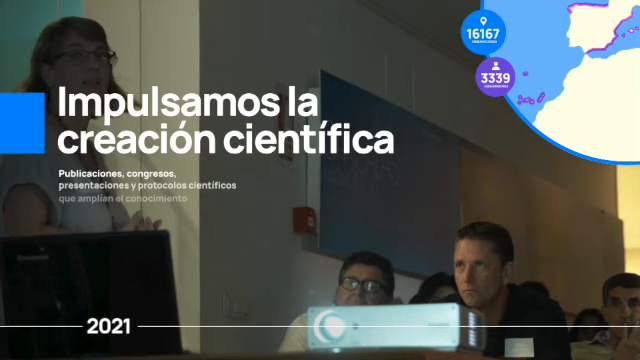 16167
3339
Impulsamos la
creación científica
Publicaciones, congresos,
presentaciones y protocolos científicos
que amplían el conocimiento
2021